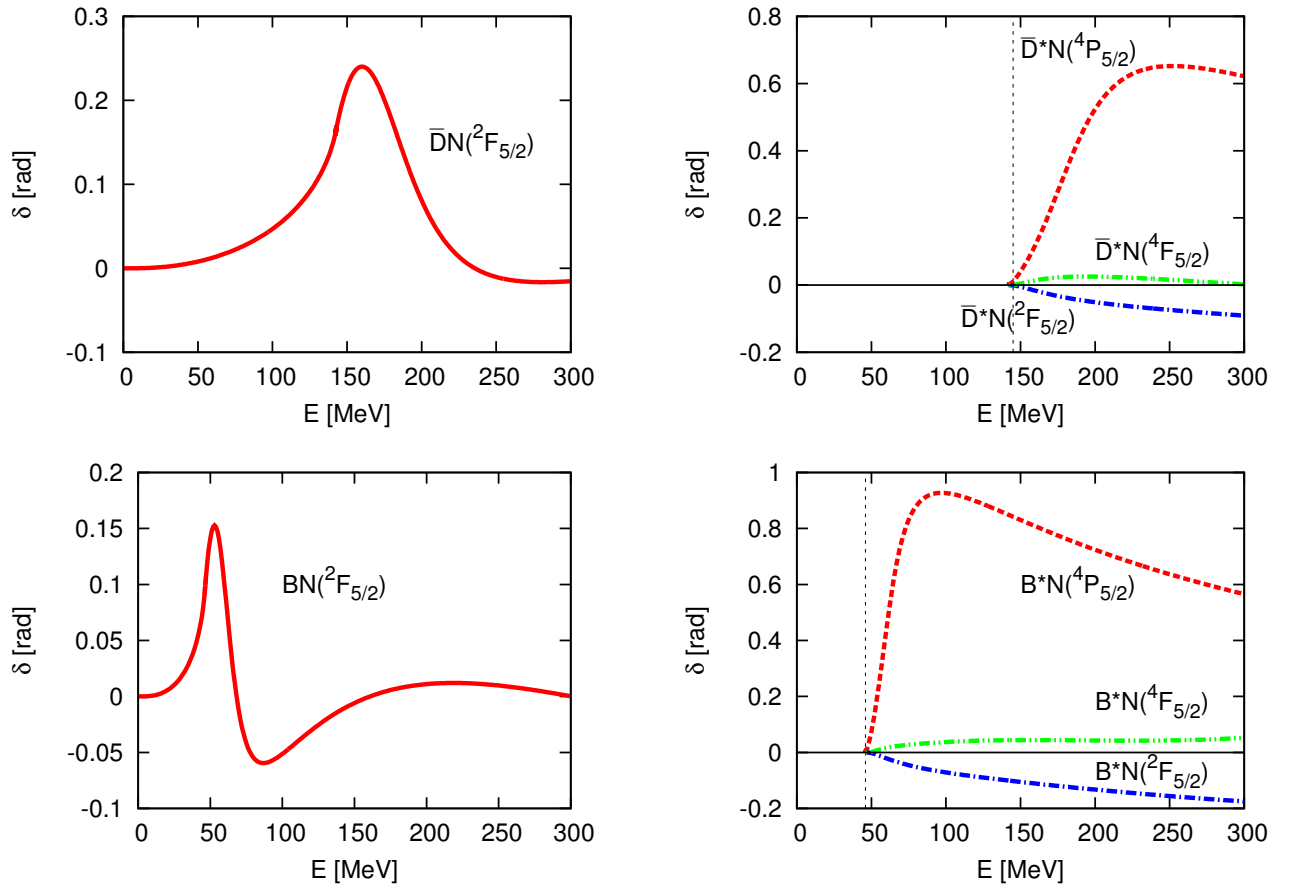 0.3
0.2
0.1
0
-0.1
δ [rad]
D̅N(²F₅/₂)
0 50 100 150 200 250 300
E [MeV]
0.8
0.6
0.4
0.2
0
-0.2
δ [rad]
D̅*N(⁴P₅/₂)
D̅*N(⁴F₅/₂)
D̅*N(²F₅/₂)
0 50 100 150 200 250 300
E [MeV]
0.2
0.15
0.1
0.05
0
-0.05
-0.1
δ [rad]
BN(²F₅/₂)
0 50 100 150 200 250 300
E [MeV]
1
0.8
0.6
0.4
0.2
0
-0.2
δ [rad]
B*N(⁴P₅/₂)
B*N(⁴F₅/₂)
B*N(²F₅/₂)
0 50 100 150 200 250 300
E [MeV]